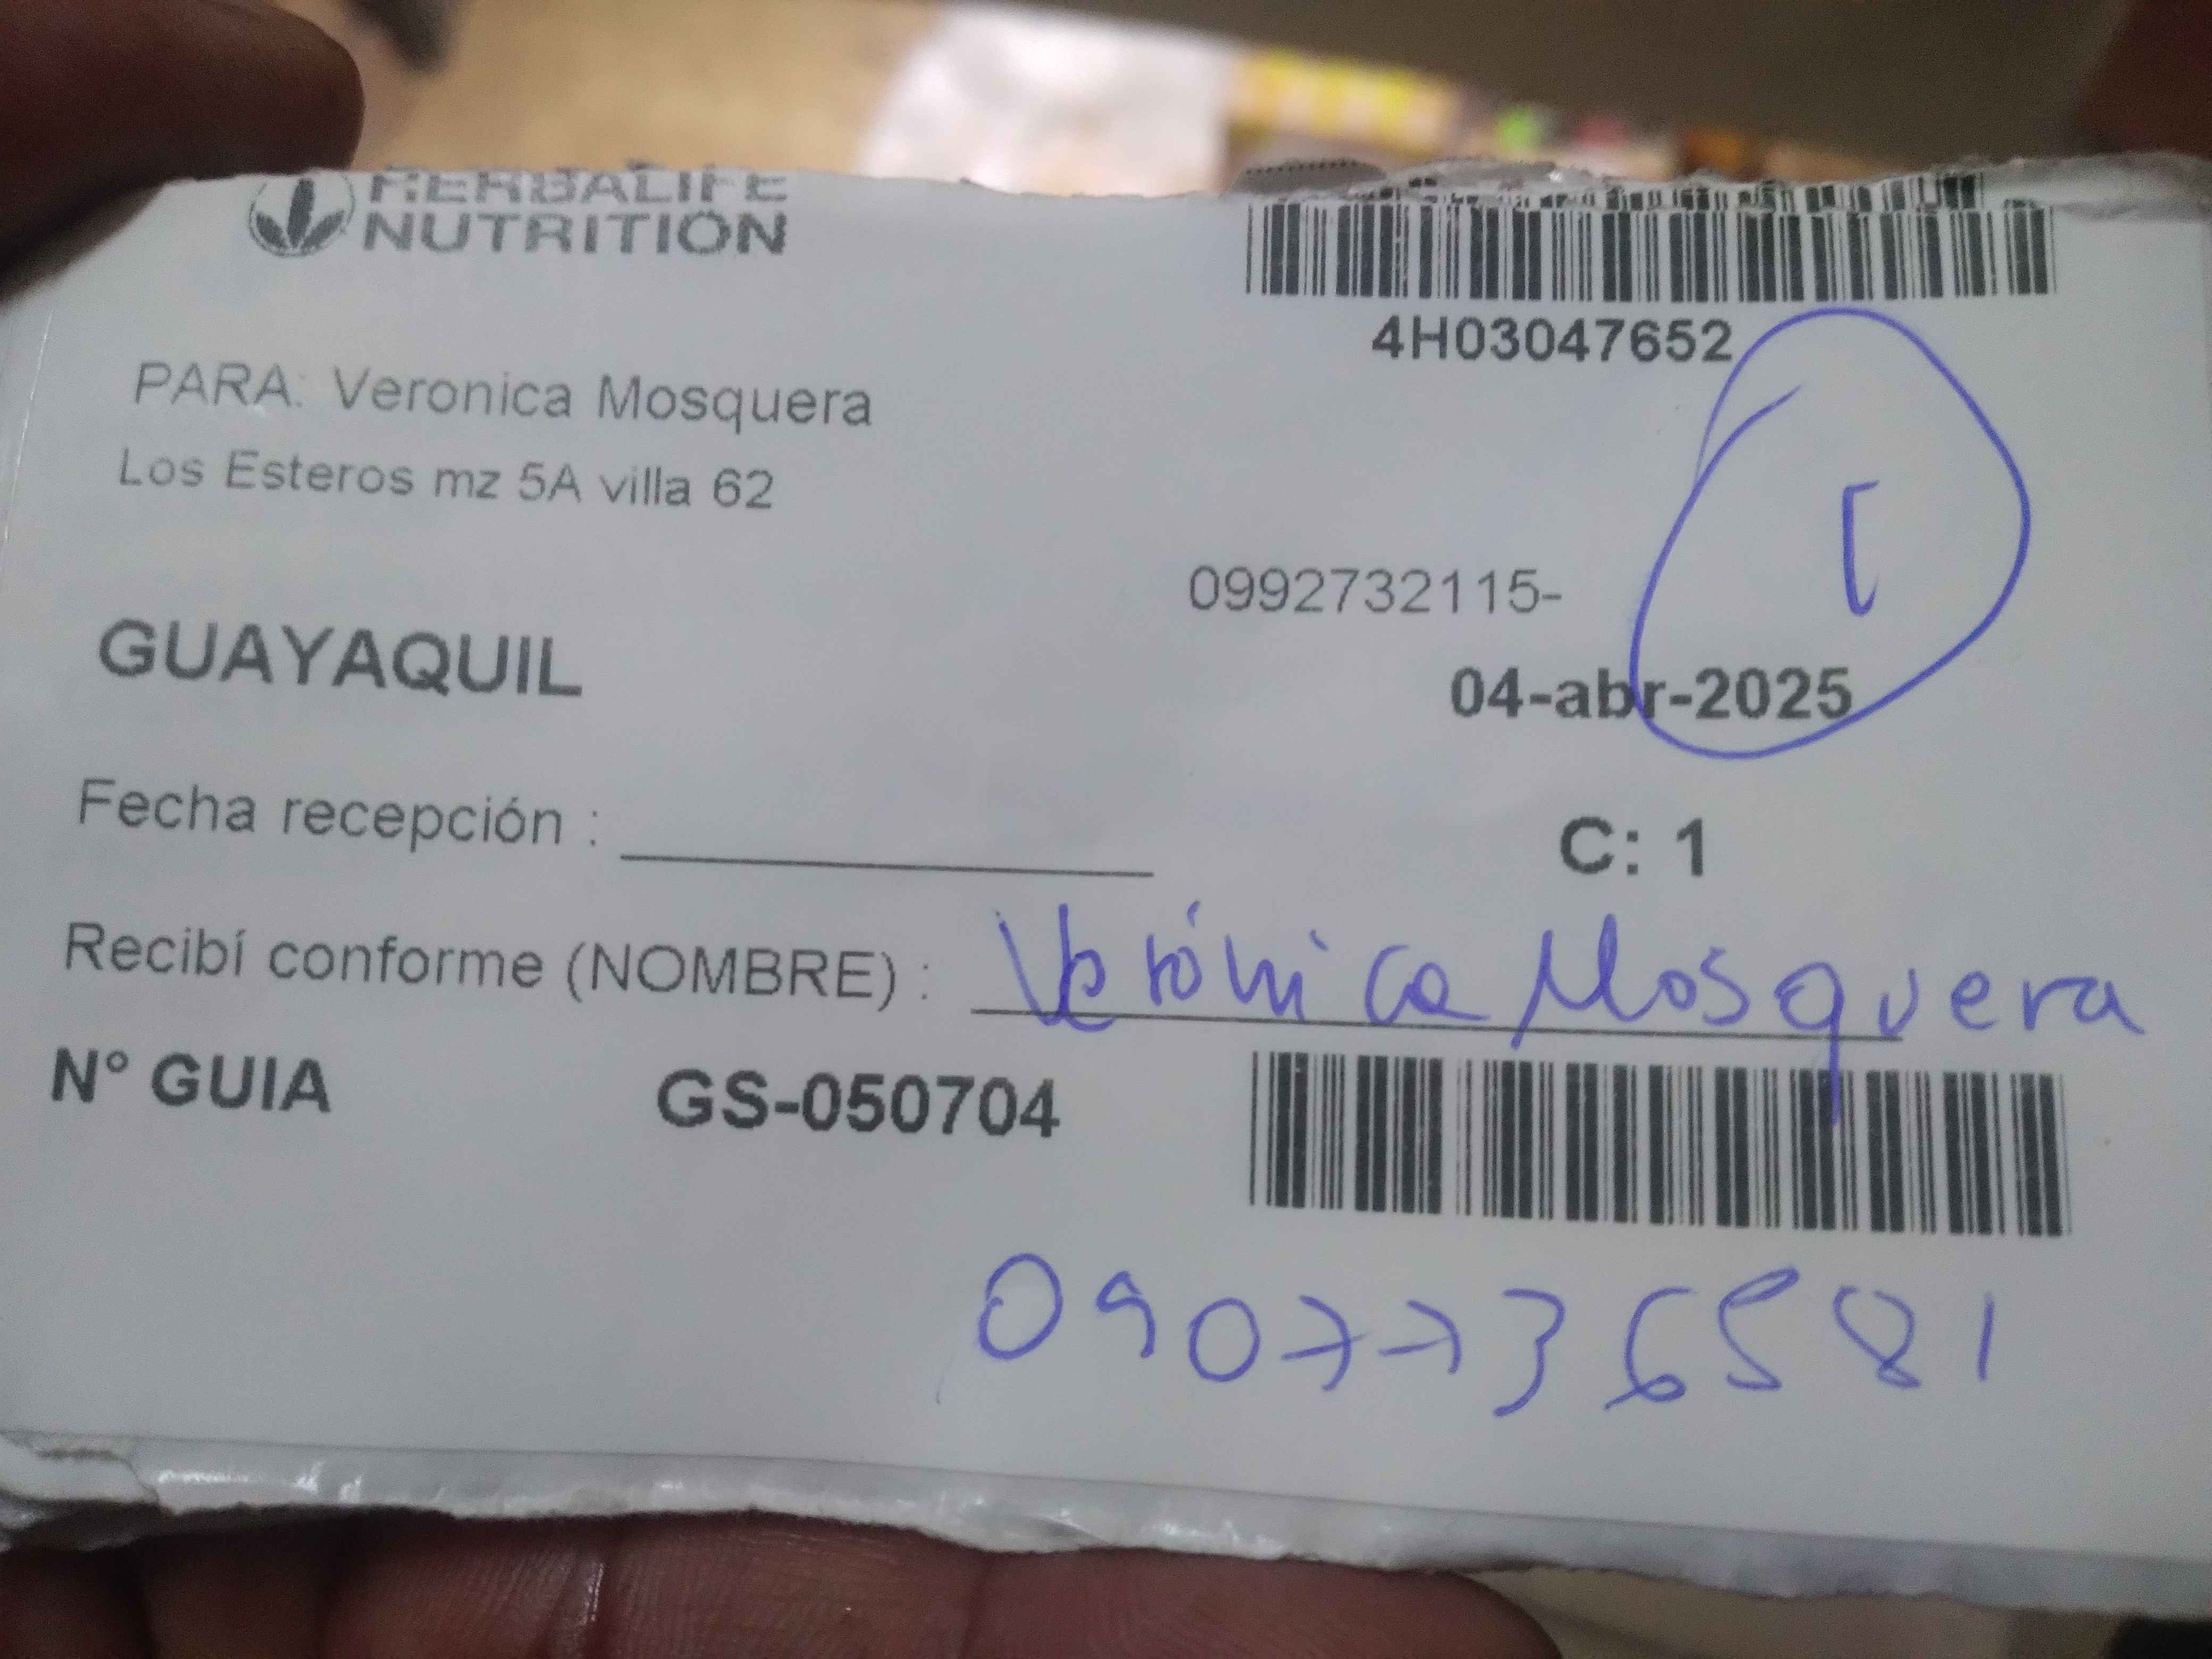 HERBALIFE
NUTRITION
4H03047652
PARA: Veronica Mosquera
Los Esteros mz 5A villa 62
0992732115-
GUAYAQUIL
04-abr-2025
Fecha recepción :
C: 1
Recibí conforme (NOMBRE) : Verónica Mosquera
N° GUIA GS-050704
0907736581